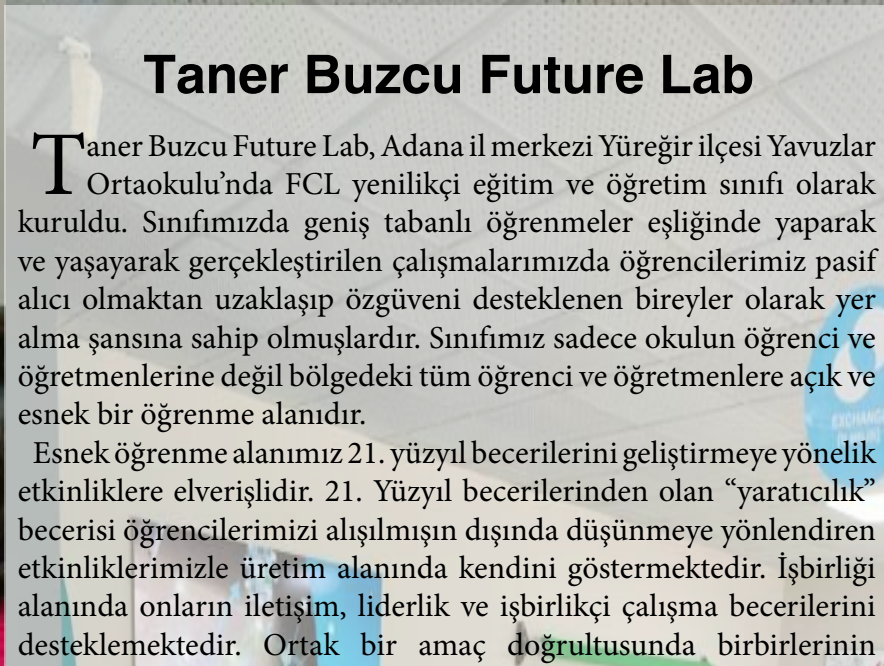 Taner Buzcu Future Lab
Taner Buzcu Future Lab, Adana il merkezi Yüreğir ilçesi Yavuzlar
Ortaokulu’nda FCL yenilikçi eğitim ve öğretim sınıfı olarak
kuruldu. Sınıfımızda geniş tabanlı öğrenmeler eşliğinde yaparak
ve yaşayarak gerçekleştirilen çalışmalarımızda öğrencilerimiz pasif
alıcı olmaktan uzaklaşıp özgüveni desteklenen bireyler olarak yer
alma şansına sahip olmuşlardır. Sınıfımız sadece okulun öğrenci ve
öğretmenlerine değil bölgedeki tüm öğrenci ve öğretmenlere açık ve
esnek bir öğrenme alanıdır.
Esnek öğrenme alanımız 21. yüzyıl becerilerini geliştirmeye yönelik
etkinliklere elverişlidir. 21. Yüzyıl becerilerinden olan “yaratıcılık”
becerisi öğrencilerimizi alışılmışın dışında düşünmeye yönlendiren
etkinliklerimizle üretim alanında kendini göstermektedir. İşbirliği
alanında onların iletişim, liderlik ve işbirlikçi çalışma becerilerini
desteklemektedir. Ortak bir amaç doğrultusunda birbirlerinin